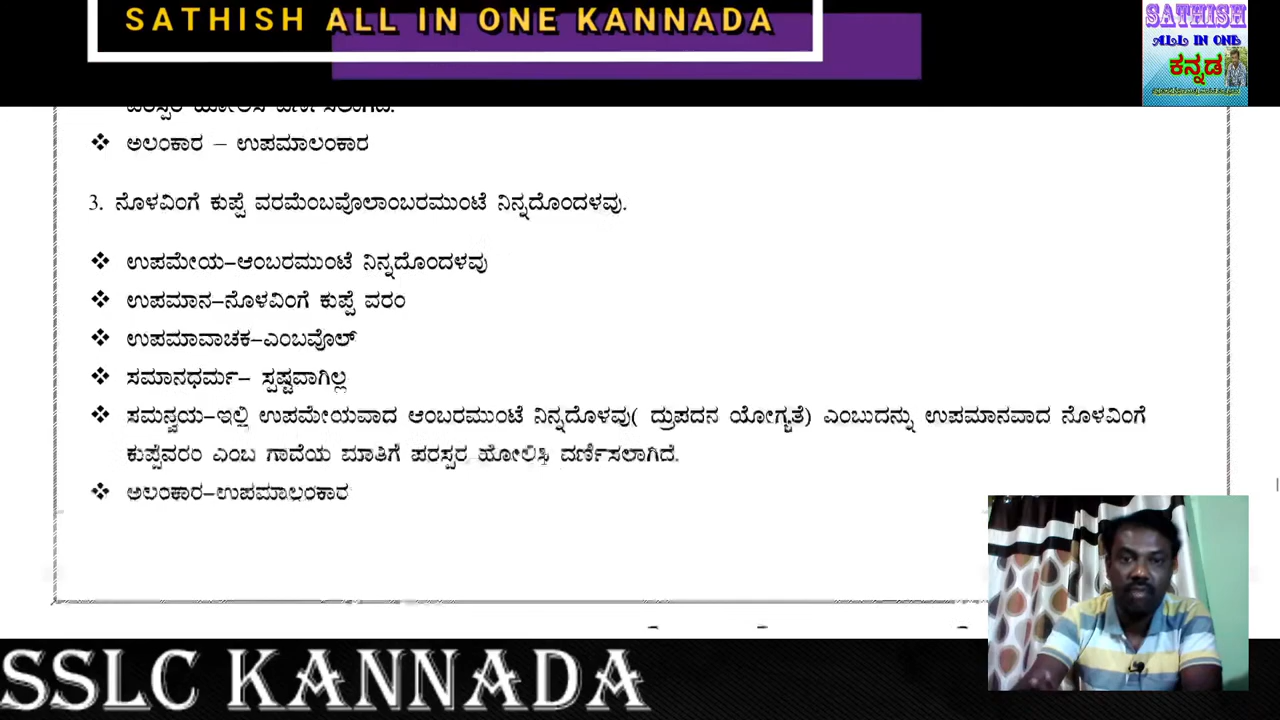 SATHISH ALL IN ONE KANNADA
SATHISH
ALL IN ONE
ಕನ್ನಡ
❖ ಅಲಂಕಾರ – ಉಪಮಾಲಂಕಾರ
3. ನೊಳವಿಂಗೆ ಕುಪ್ಪೆ ವರಮೆಂಬವೊಲಾಂಬರಮುಂಟೆ ನಿನ್ನದೊಂದಳವು.
❖ ಉಪಮೇಯ–ಆಂಬರಮುಂಟೆ ನಿನ್ನದೊಂದಳವು
❖ ಉಪಮಾನ–ನೊಳವಿಂಗೆ ಕುಪ್ಪೆ ವರಂ
❖ ಉಪಮಾವಾಚಕ–ಎಂಬವೊಲ್
❖ ಸಮಾನಧರ್ಮ– ಸ್ಪಷ್ಟವಾಗಿಲ್ಲ
❖ ಸಮನ್ವಯ–ಇಲ್ಲಿ ಉಪಮೇಯವಾದ ಆಂಬರಮುಂಟೆ ನಿನ್ನದೊಳವು( ದ್ರುಪದನ ಯೋಗ್ಯತೆ) ಎಂಬುದನ್ನು ಉಪಮಾನವಾದ ನೊಳವಿಂಗೆ
ಕುಪ್ಪೆವರಂ ಎಂಬ ಗಾದೆಯ ಮಾತಿಗೆ ಪರಸ್ಪರ ಹೋಲಿಸಿ ವರ್ಣಿಸಲಾಗಿದೆ.
❖ ಅಲಂಕಾರ–ಉಪಮಾಲಂಕಾರ
SSLC KANNADA